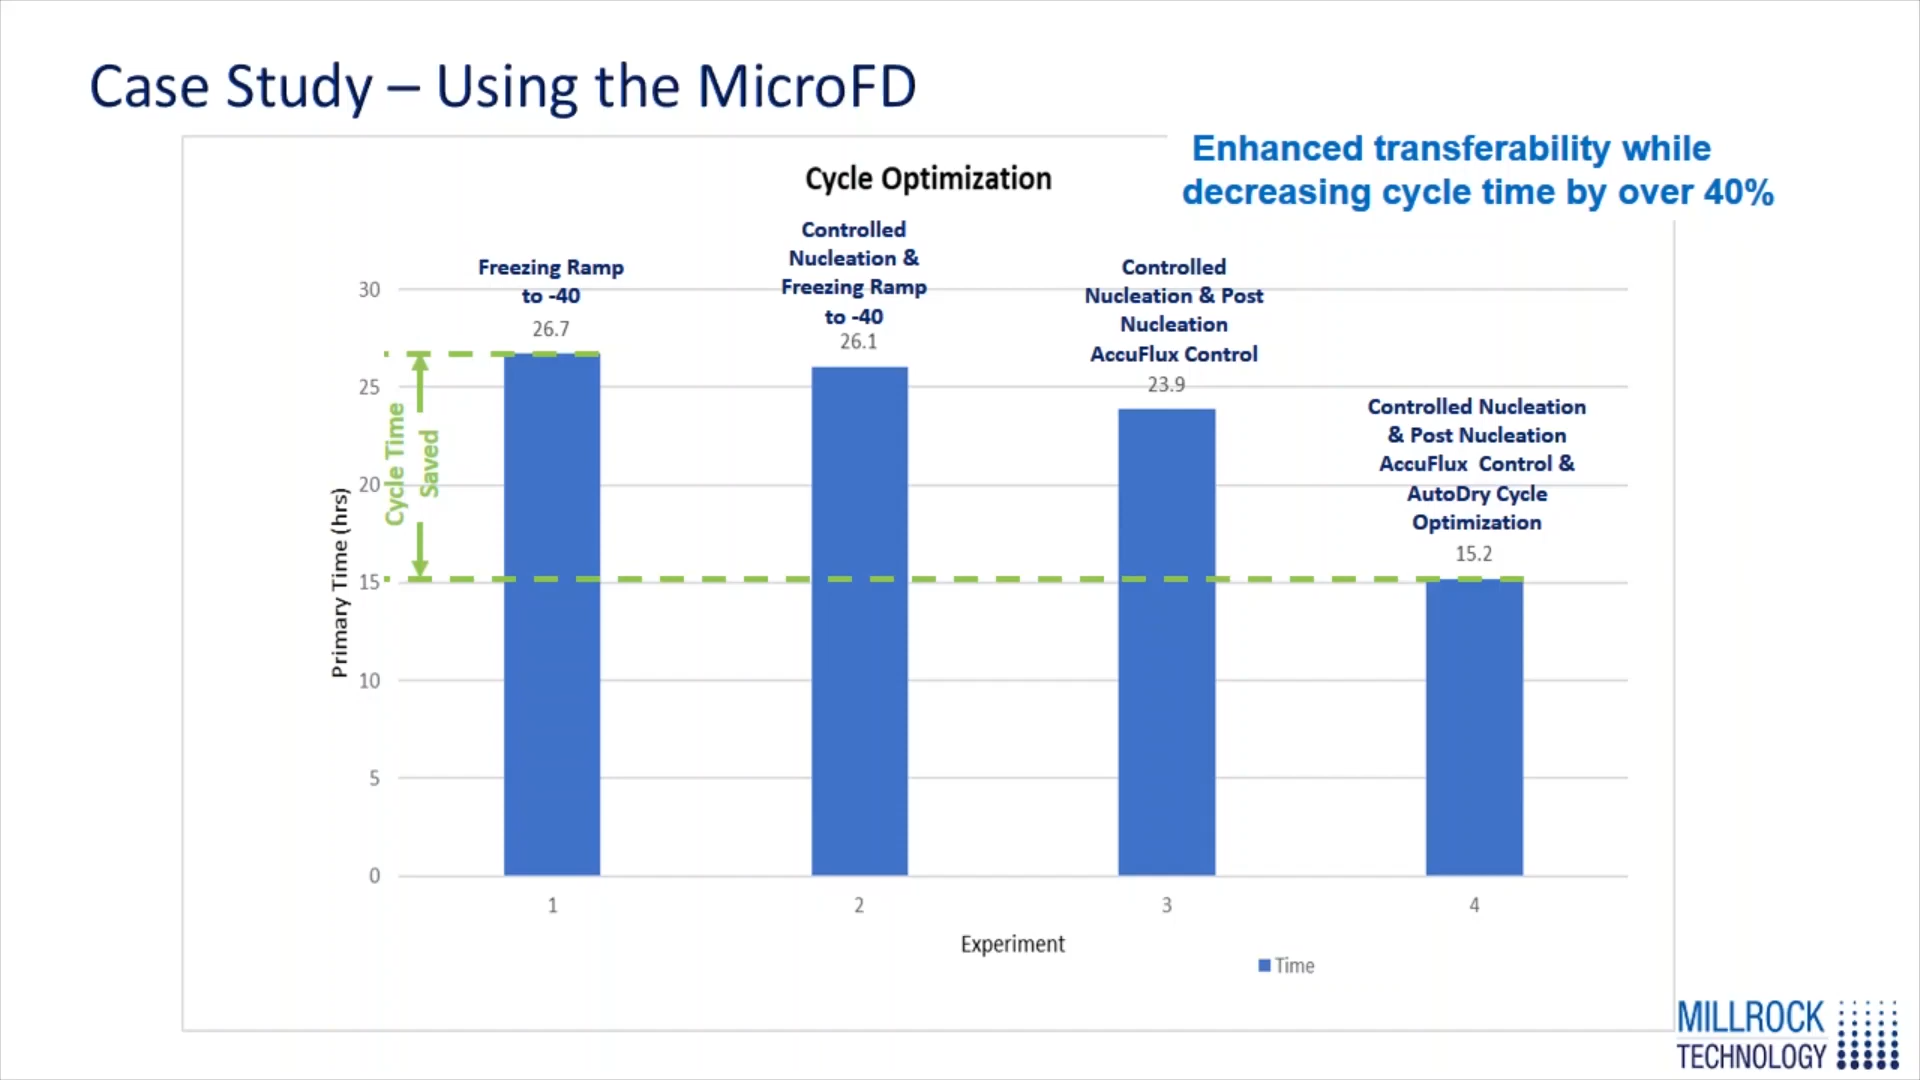 Case Study – Using the MicroFD
Enhanced transferability while
decreasing cycle time by over 40%
Cycle Optimization
Freezing Ramp
to -40
26.7
Controlled
Nucleation &
Freezing Ramp
to -40
26.1
Controlled
Nucleation & Post
Nucleation
AccuFlux Control
23.9
Controlled Nucleation
& Post Nucleation
AccuFlux Control &
AutoDry Cycle
Optimization
15.2
Cycle Time
Saved
Primary Time (hrs)
30
25
20
15
10
5
0
1
2
3
4
Experiment
Time
MILLROCK
TECHNOLOGY